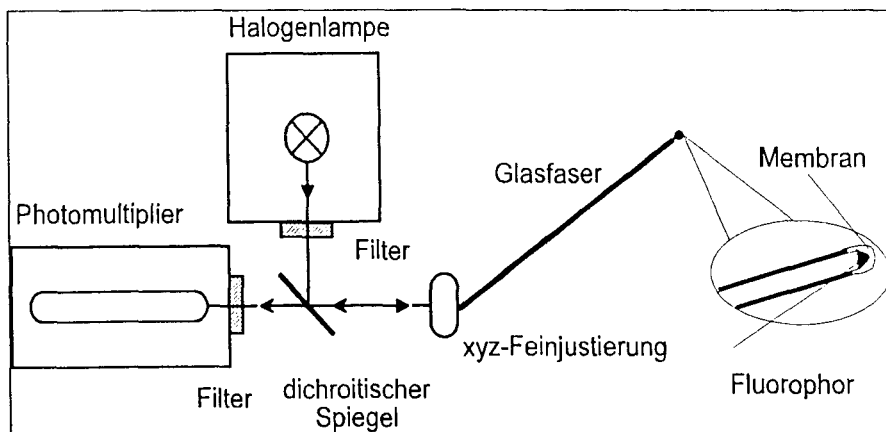 Halogenlampe
Membran
Glasfaser
Photomultiplier
Filter
xyz-Feinjustierung
Fluorophor
Filter
dichroitischer
Spiegel